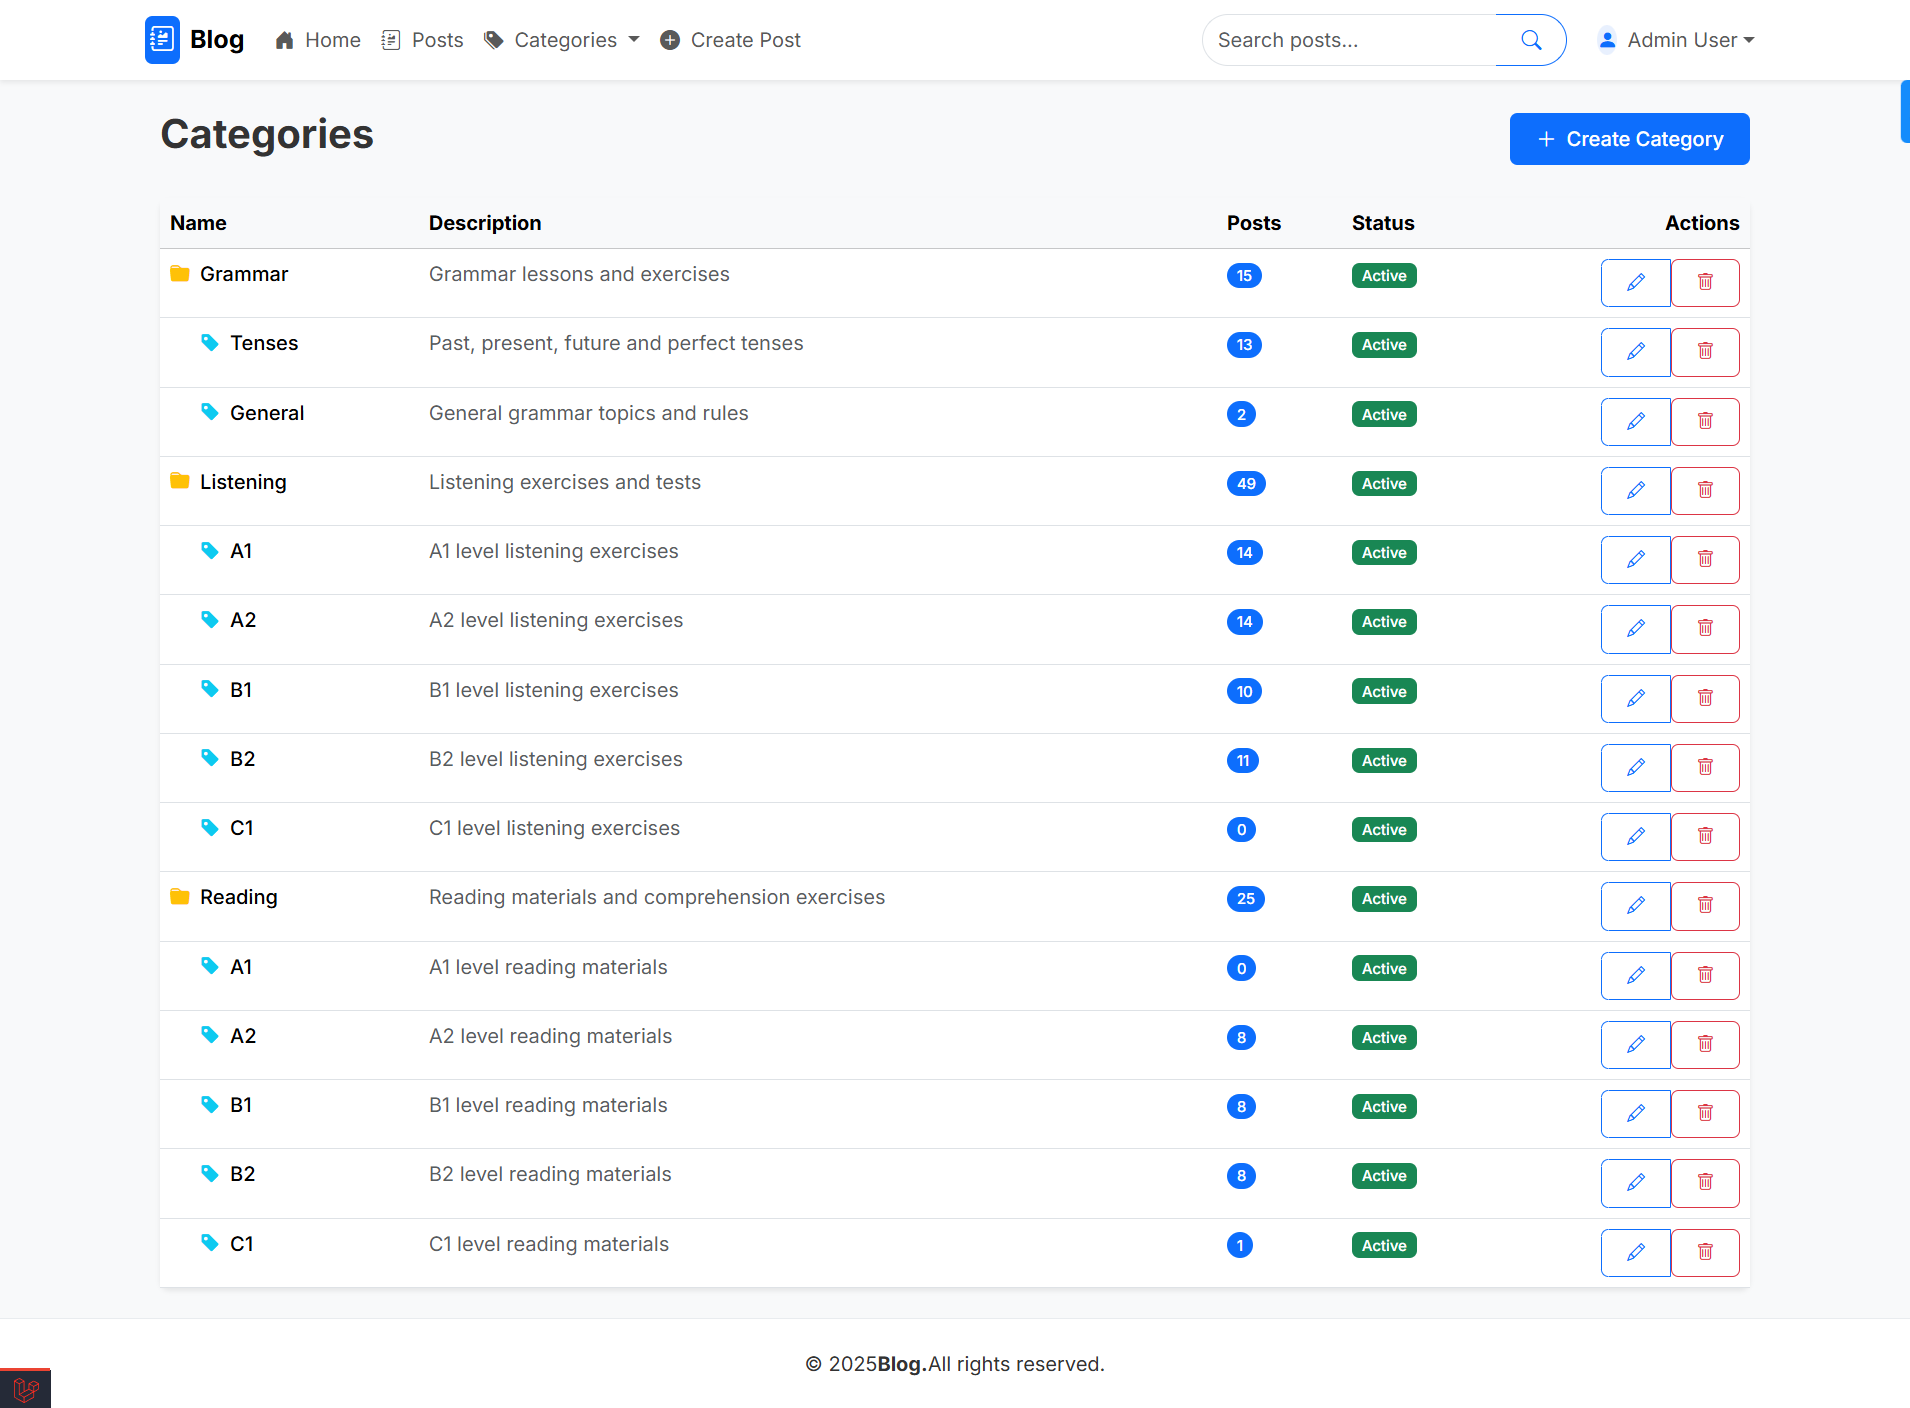 Blog Home Posts Categories Create Post Search posts... Admin User
Categories
Create Category
Name Description Posts Status Actions
Grammar Grammar lessons and exercises 15 Active
Tenses Past, present, future and perfect tenses 13 Active
General General grammar topics and rules 2 Active
Listening Listening exercises and tests 49 Active
A1 A1 level listening exercises 14 Active
A2 A2 level listening exercises 14 Active
B1 B1 level listening exercises 10 Active
B2 B2 level listening exercises 11 Active
C1 C1 level listening exercises 0 Active
Reading Reading materials and comprehension exercises 25 Active
A1 A1 level reading materials 0 Active
A2 A2 level reading materials 8 Active
B1 B1 level reading materials 8 Active
B2 B2 level reading materials 8 Active
C1 C1 level reading materials 1 Active
© 2025Blog.All rights reserved.